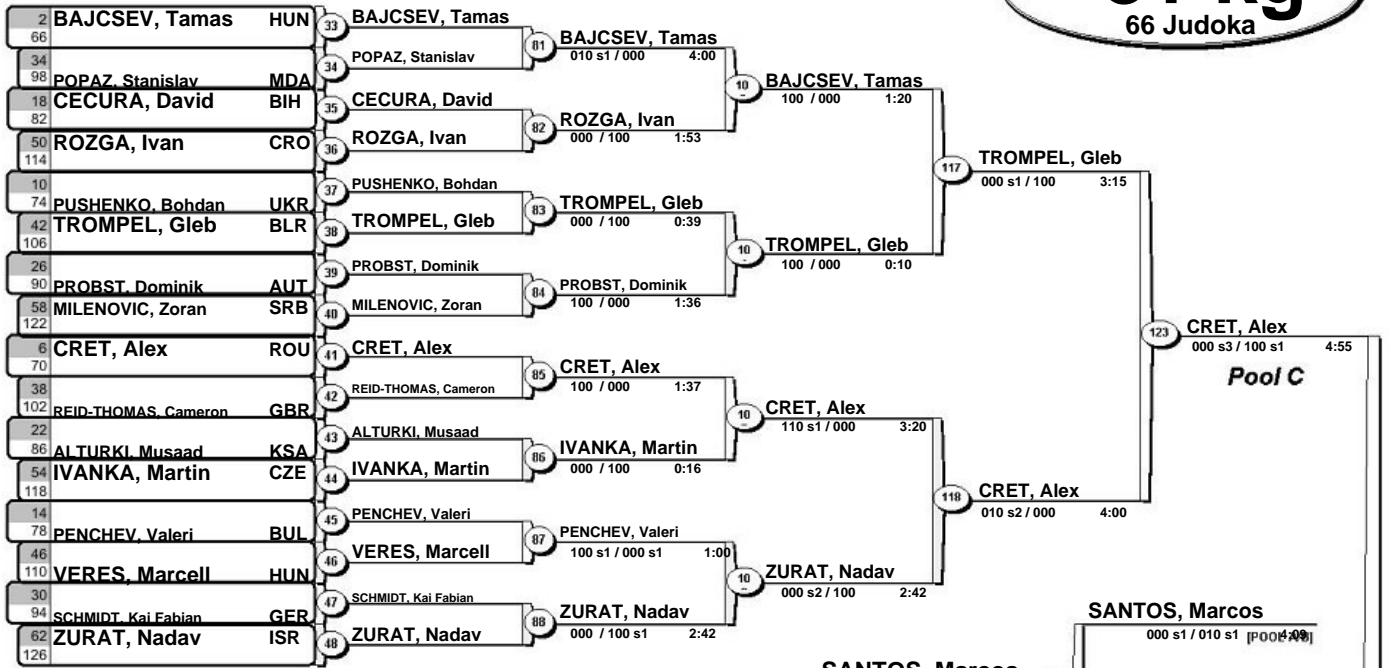 66 Judoka
2 BAJCSEV, Tamas HUN
66
34
98 POPAZ, Stanislav MDA
18 CECURA, David BIH
82
50 ROZGA, Ivan CRO
114
10
74 PUSHENKO, Bohdan UKR
42 TROMPEL, Gleb BLR
106
26
90 PROBST, Dominik AUT
58 MILENOVIC, Zoran SRB
122
6 CRET, Alex ROU
70
38
102 REID-THOMAS, Cameron GBR
22
86 ALTURKI, Musaad KSA
54 IVANKA, Martin CZE
118
14
78 PENCHEV, Valeri BUL
46
110 VERES, Marcell HUN
30
94 SCHMIDT, Kai Fabian GER
62 ZURAT, Nadav ISR
126
33 BAJCSEV, Tamas
34 POPAZ, Stanislav
35 CECURA, David
36 ROZGA, Ivan
37 PUSHENKO, Bohdan
38 TROMPEL, Gleb
39 PROBST, Dominik
40 MILENOVIC, Zoran
41 CRET, Alex
42 REID-THOMAS, Cameron
43 ALTURKI, Musaad
44 IVANKA, Martin
45 PENCHEV, Valeri
46 VERES, Marcell
47 SCHMIDT, Kai Fabian
48 ZURAT, Nadav
81 BAJCSEV, Tamas
010 s1 / 000 4:00
82 ROZGA, Ivan
000 / 100 1:53
83 TROMPEL, Gleb
000 / 100 0:39
84 PROBST, Dominik
100 / 000 1:36
85 CRET, Alex
100 / 000 1:37
86 IVANKA, Martin
000 / 100 0:16
87 PENCHEV, Valeri
100 s1 / 000 s1 1:00
88 ZURAT, Nadav
000 / 100 s1 2:42
10 BAJCSEV, Tamas
100 / 000 1:20
10 TROMPEL, Gleb
100 / 000 0:10
10 CRET, Alex
110 s1 / 000 3:20
10 ZURAT, Nadav
000 s2 / 100 2:42
117 TROMPEL, Gleb
000 s1 / 100 3:15
118 CRET, Alex
010 s2 / 000 4:00
123 CRET, Alex
000 s3 / 100 s1 4:55
Pool C
SANTOS, Marcos
000 s1 / 010 s1 4:09